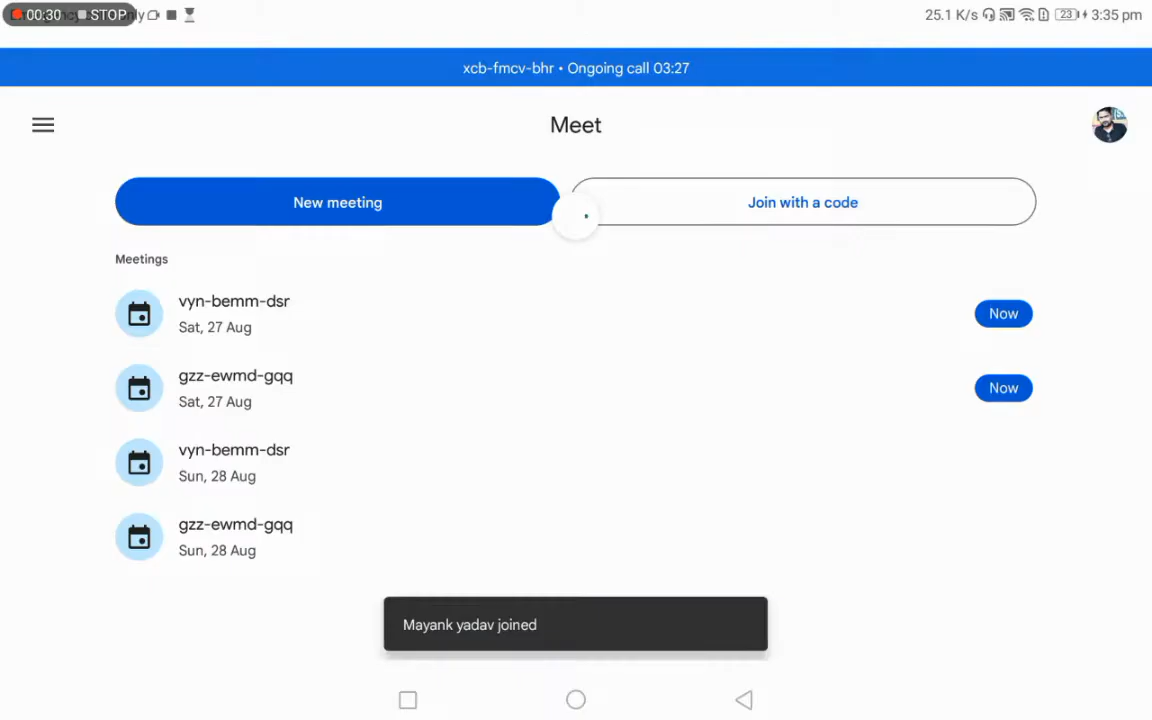 00:30 STOP only 25.1 K/s 23 3:35 pm
xcb-fmcv-bhr • Ongoing call 03:27
Meet
New meeting
Join with a code
Meetings
vyn-bemm-dsr
Sat, 27 Aug
Now
gzz-ewmd-gqq
Sat, 27 Aug
Now
vyn-bemm-dsr
Sun, 28 Aug
gzz-ewmd-gqq
Sun, 28 Aug
Mayank yadav joined